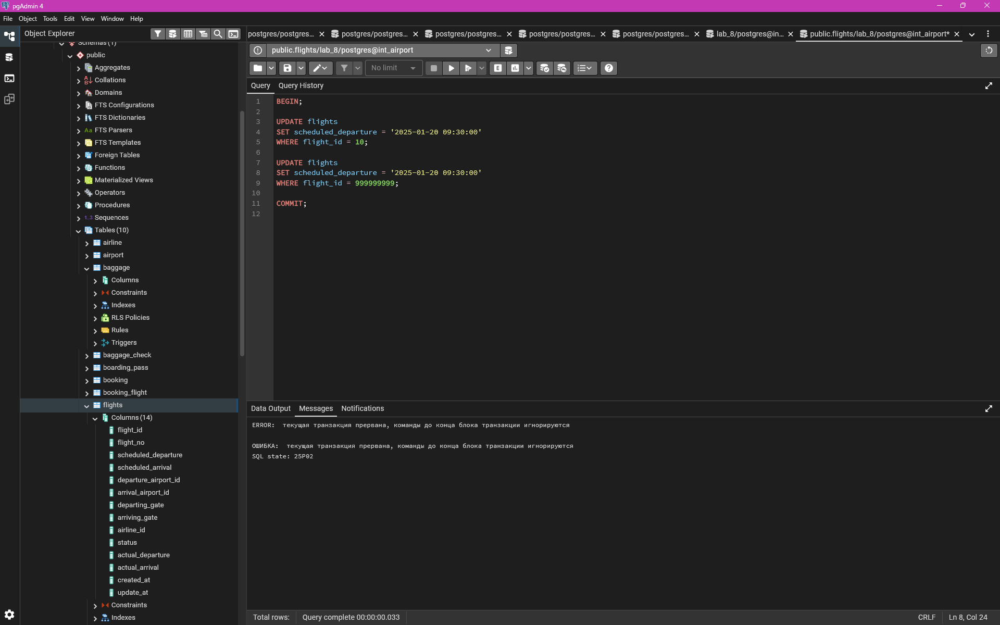 pgAdmin 4
File Object Tools Edit View Window Help
Object Explorer
postgres/postgres...
postgres/postgres...
postgres/postgres...
postgres/postgres...
postgres/postgres...
lab_8/postgres@in...
public.flights/lab_8/postgres@int_airport*
Schemas (1)
public
Aggregates
Collations
Domains
FTS Configurations
FTS Dictionaries
Aa FTS Parsers
FTS Templates
Foreign Tables
Functions
Materialized Views
Operators
Procedures
1..3 Sequences
Tables (10)
airline
airport
baggage
Columns
Constraints
Indexes
RLS Policies
Rules
Triggers
baggage_check
boarding_pass
booking
booking_flight
flights
Columns (14)
flight_id
flight_no
scheduled_departure
scheduled_arrival
departure_airport_id
arrival_airport_id
departing_gate
arriving_gate
airline_id
status
actual_departure
actual_arrival
created_at
update_at
Constraints
Indexes
public.flights/lab_8/postgres@int_airport
No limit
E
Query Query History
1 BEGIN;
2
3 UPDATE flights
4 SET scheduled_departure = '2025-01-20 09:30:00'
5 WHERE flight_id = 10;
6
7 UPDATE flights
8 SET scheduled_departure = '2025-01-20 09:30:00'
9 WHERE flight_id = 999999999;
10
11 COMMIT;
12
Data Output Messages Notifications
ERROR: текущая транзакция прервана, команды до конца блока транзакции игнорируются
ОШИБКА: текущая транзакция прервана, команды до конца блока транзакции игнорируются
SQL state: 25P02
Total rows: Query complete 00:00:00.033 CRLF Ln 8, Col 24